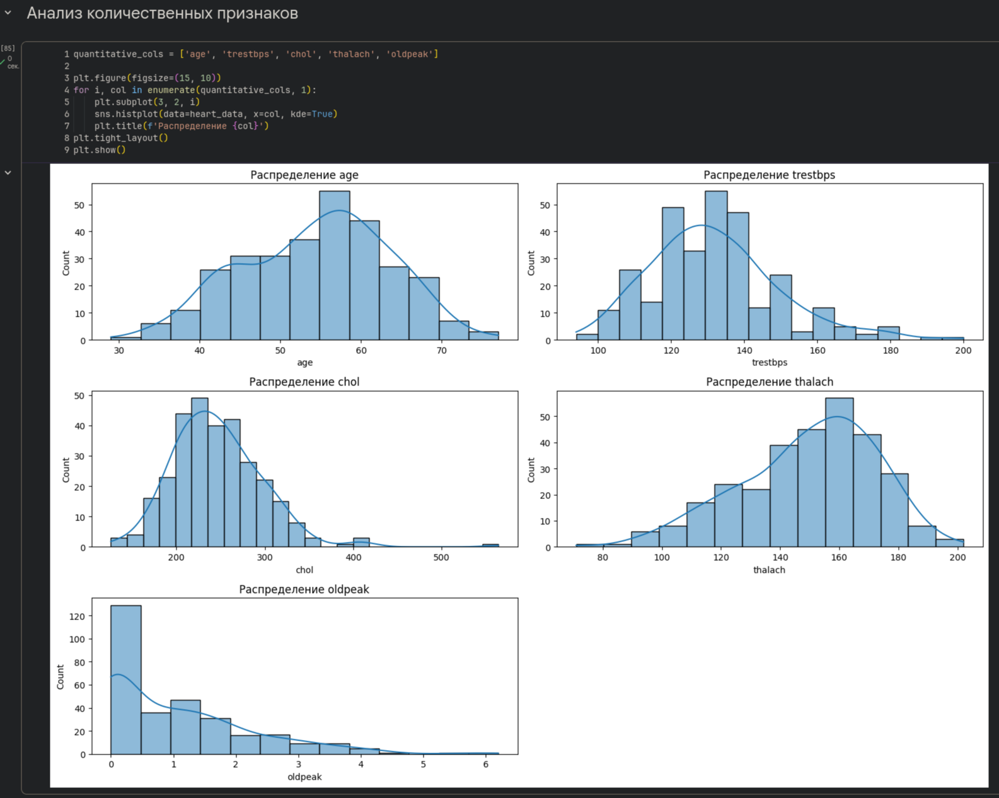 Анализ количественных признаков
[85]
0
сек.
1 quantitative_cols = ['age', 'trestbps', 'chol', 'thalach', 'oldpeak']
2
3 plt.figure(figsize=(15, 10))
4 for i, col in enumerate(quantitative_cols, 1):
5     plt.subplot(3, 2, i)
6     sns.histplot(data=heart_data, x=col, kde=True)
7     plt.title(f'Распределение {col}')
8 plt.tight_layout()
9 plt.show()
Распределение age
50
40
30
20
10
0
Count
30 40 50 60 70
age
Распределение trestbps
50
40
30
20
10
0
Count
100 120 140 160 180 200
trestbps
Распределение chol
50
40
30
20
10
0
Count
200 300 400 500
chol
Распределение thalach
50
40
30
20
10
0
Count
80 100 120 140 160 180 200
thalach
Распределение oldpeak
120
100
80
60
40
20
0
Count
0 1 2 3 4 5 6
oldpeak